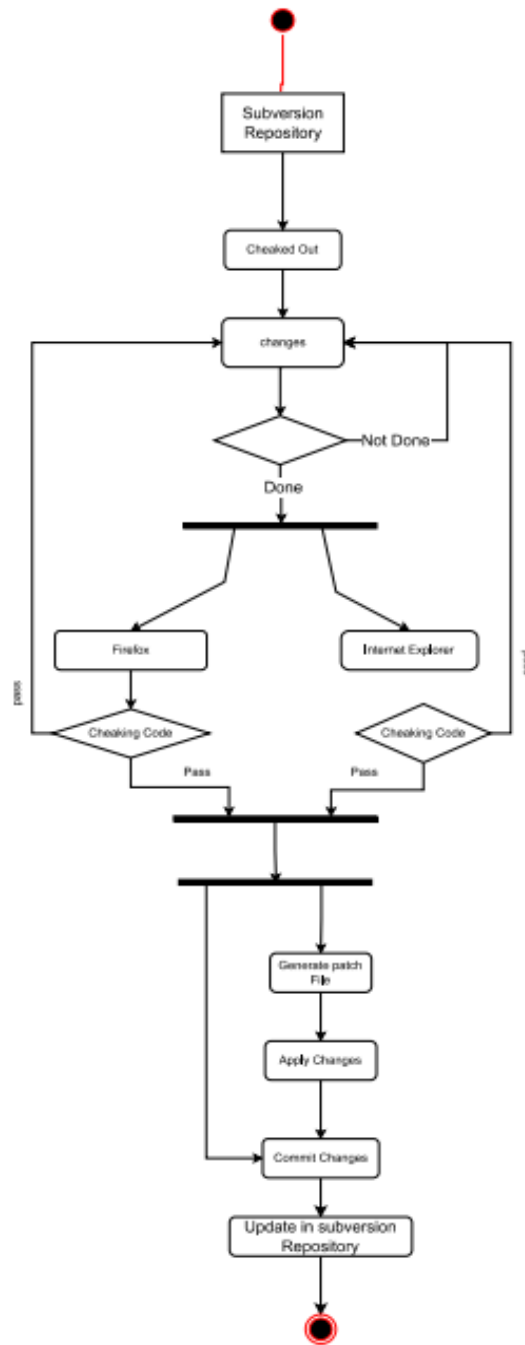 Subversion
Repository
Cheaked Out
changes
Not Done
Done
Firefox
Internet Explorer
pass
Cheaking Code
Cheaking Code
Pass
Pass
Generate patch
File
Apply Changes
Commit Changes
Update in subversion
Repository